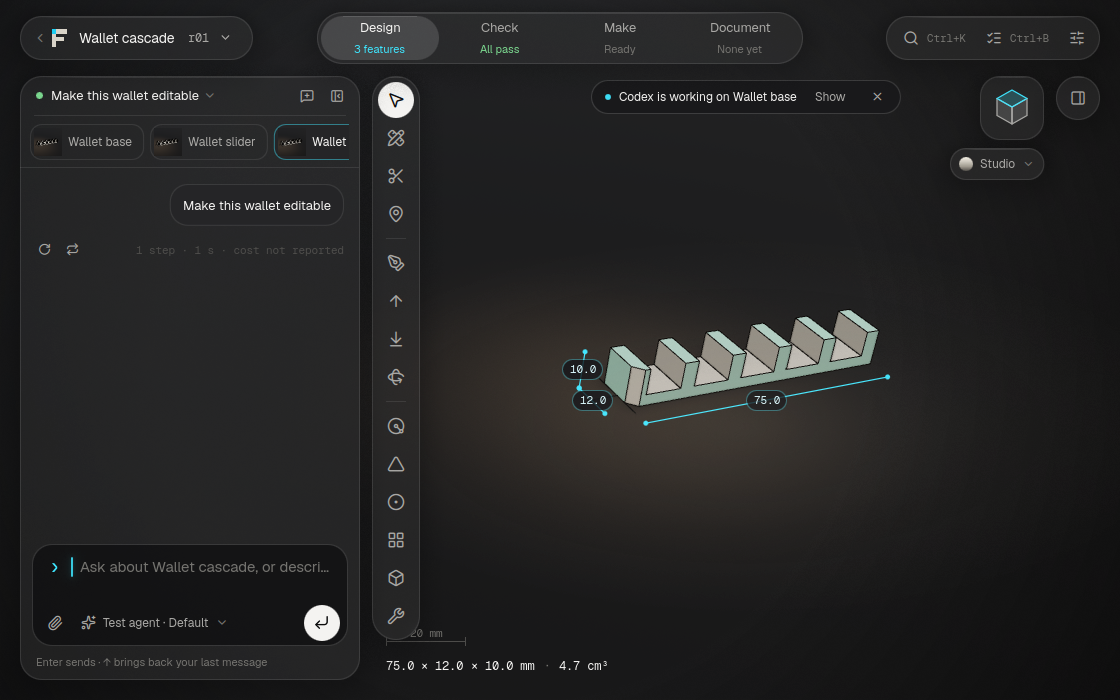 Wallet cascade r01
Design
3 features
Check
All pass
Make
Ready
Document
None yet
Ctrl+K
Ctrl+B
Make this wallet editable
Wallet base
Wallet slider
Wallet
Make this wallet editable
1 step · 1 s · cost not reported
Codex is working on Wallet base Show
Studio
10.0
12.0
75.0
Ask about Wallet cascade, or descri…
Test agent · Default
Enter sends · ↑ brings back your last message
20 mm
75.0 × 12.0 × 10.0 mm · 4.7 cm³